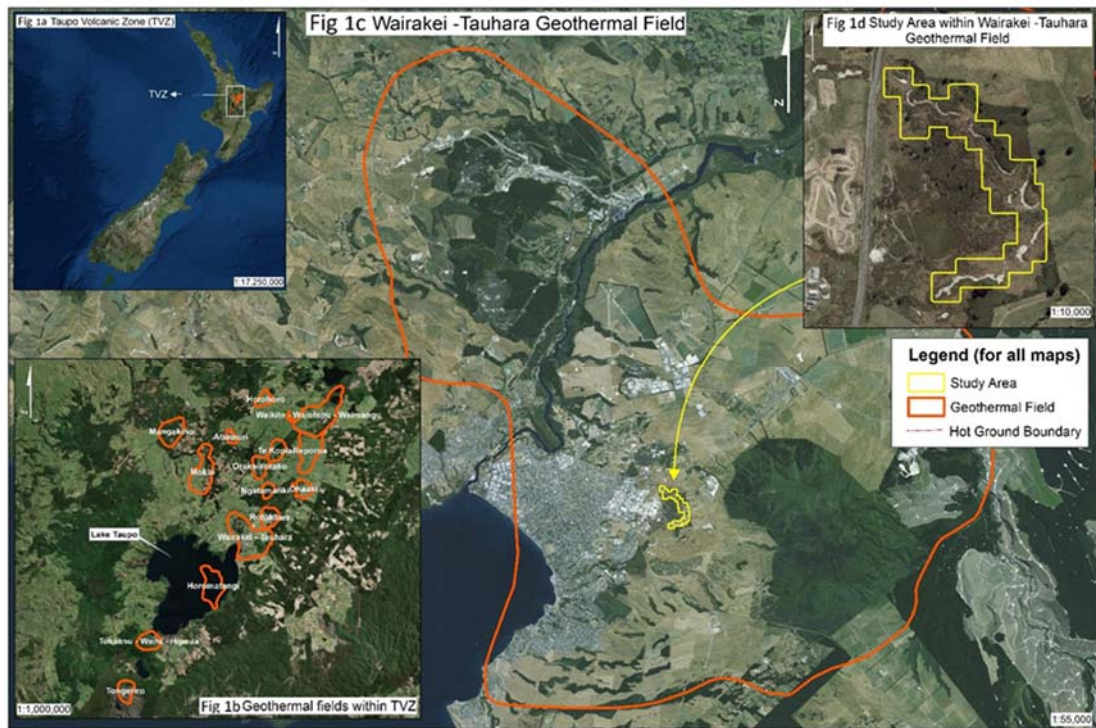 Fig 1a Taupo Volcanic Zone (TVZ)
TVZ
1:17,250,000
Fig 1c Wairakei -Tauhara Geothermal Field
N
Fig 1d Study Area within Wairakei -Tauhara
Geothermal Field
1:10,000
Legend (for all maps)
Study Area
Geothermal Field
Hot Ground Boundary
Horohoro
Waikite - Waiotapu - Waimangu
Mangakino
Atiamuri
Te Kopia
Reporoa
Mokai
Orakeikorako
Ngatamariki
Ohaaki
Rotokawa
Wairakei - Tauhara
Lake Taupo
Horomatangi
Tokaanu - Waihi - Hipaua
Tongariro
1:1,000,000
Fig 1b Geothermal fields within TVZ
1:55,000